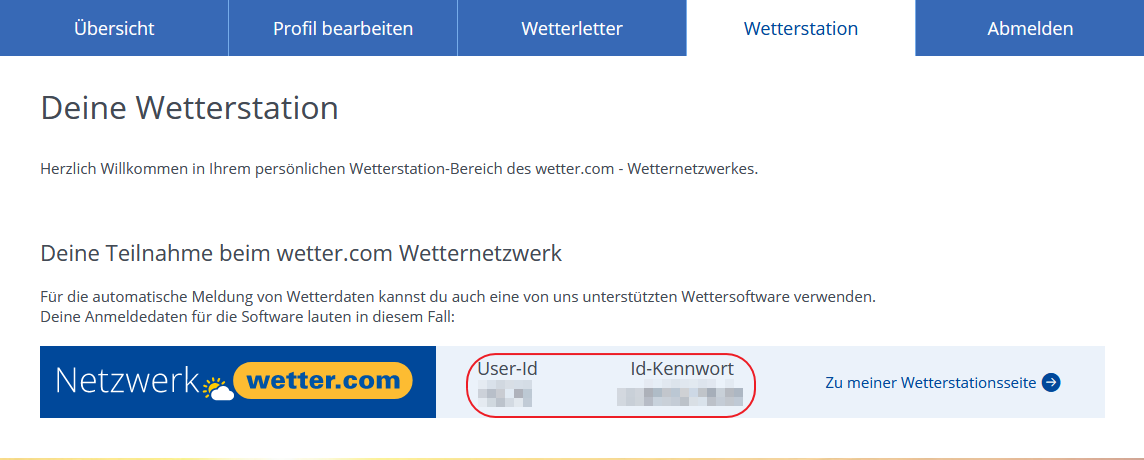 Übersicht Profil bearbeiten Wetterletter Wetterstation Abmelden
Deine Wetterstation
Herzlich Willkommen in Ihrem persönlichen Wetterstation-Bereich des wetter.com - Wetternetzwerkes.
Deine Teilnahme beim wetter.com Wetternetzwerk
Für die automatische Meldung von Wetterdaten kannst du auch eine von uns unterstützten Wettersoftware verwenden.
Deine Anmeldedaten für die Software lauten in diesem Fall:
Netzwerk wetter.com User-Id Id-Kennwort Zu meiner Wetterstationsseite